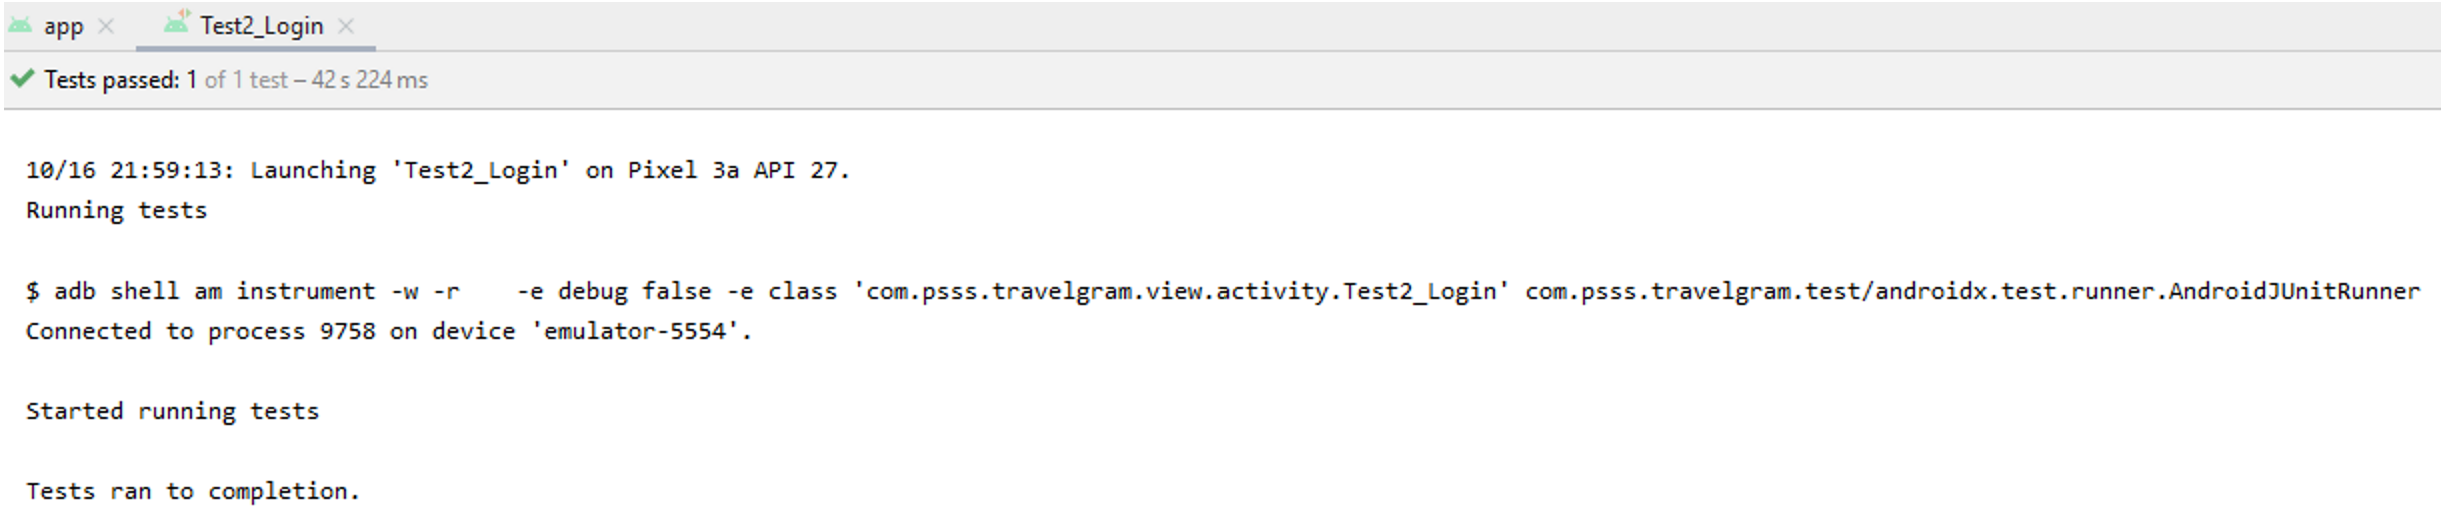 app Test2_Login
Tests passed: 1 of 1 test – 42 s 224 ms
10/16 21:59:13: Launching 'Test2_Login' on Pixel 3a API 27.
Running tests
$ adb shell am instrument -w -r    -e debug false -e class 'com.psss.travelgram.view.activity.Test2_Login' com.psss.travelgram.test/androidx.test.runner.AndroidJUnitRunner
Connected to process 9758 on device 'emulator-5554'.
Started running tests
Tests ran to completion.